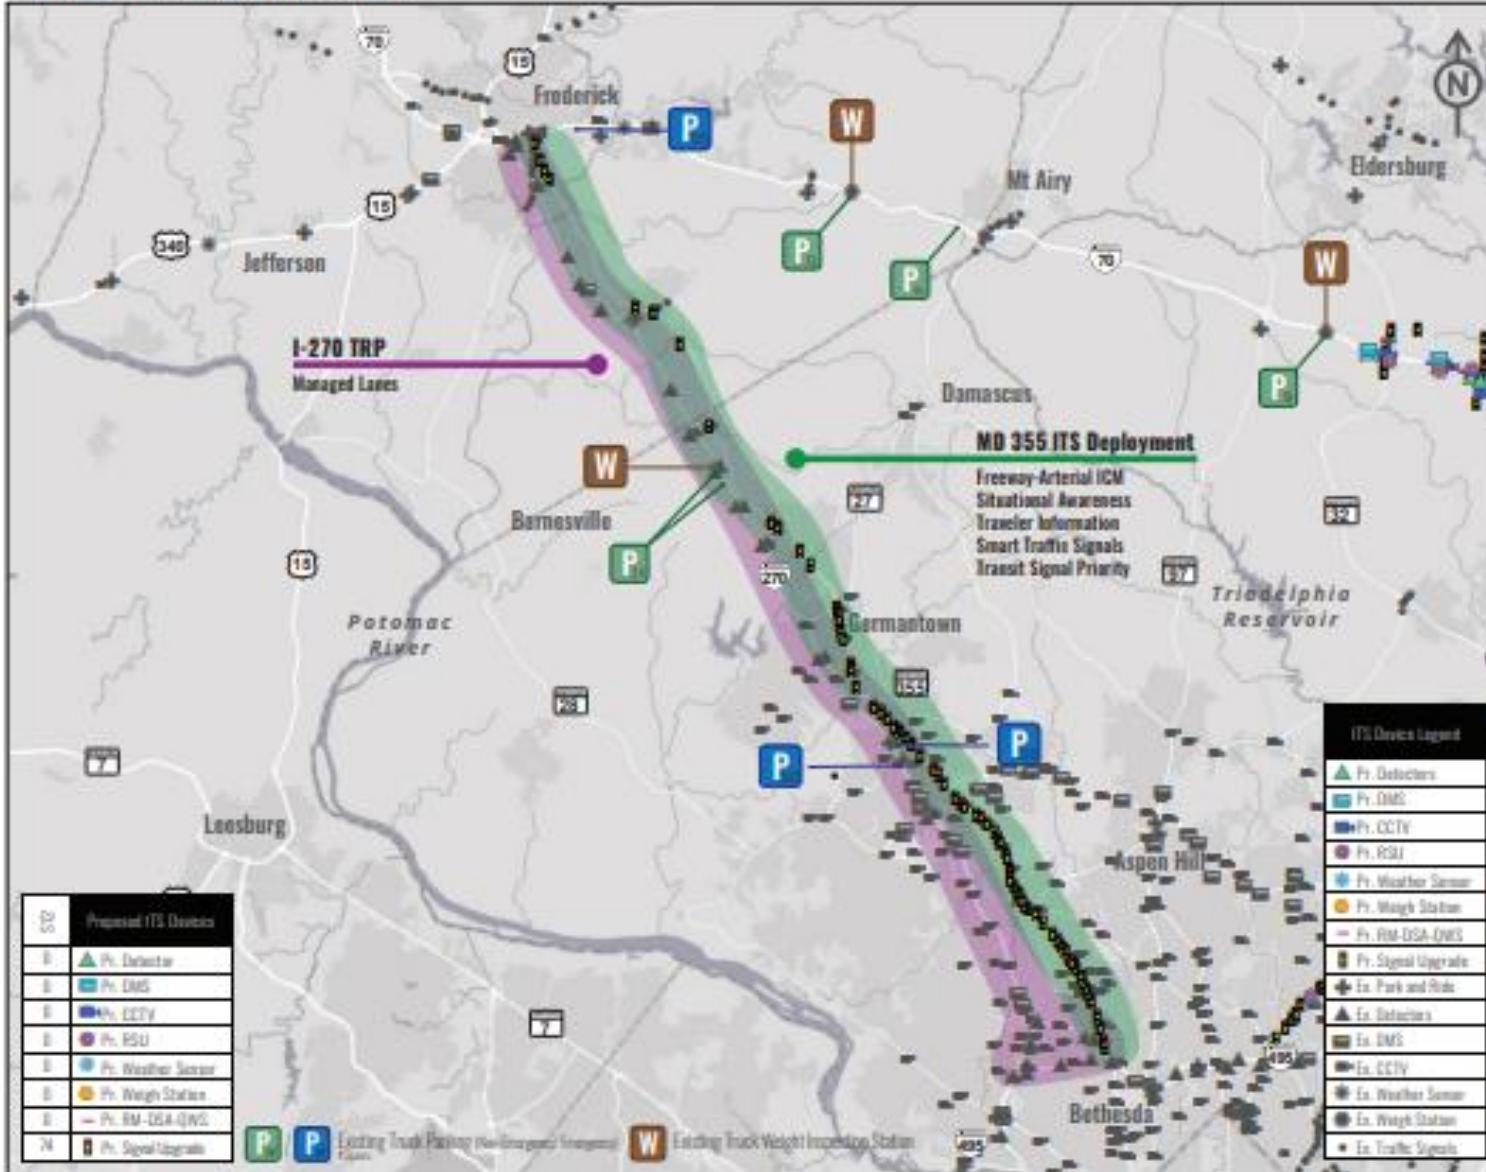 70
15
Frederick
P
W
N
Eldersburg
Mt Airy
15
340
Jefferson
P
P
70
W
I-270 TRP
Managed Lanes
P
Damascus
MD 355 ITS Deployment
Freeway-Arterial ICM
Situational Awareness
Traveler Information
Smart Traffic Signals
Transit Signal Priority
W
27
32
Barnesville
P
15
270
97
Triadelphia
Reservoir
Potomac
River
Germantown
28
355
7
P
P
Leesburg
Aspen Hill
ITS Device Legend
Pr. Detectors
Pr. DMS
Pr. CCTV
Pr. RSU
Pr. Weather Sensor
Pr. Weigh Station
Pr. RM-DSA-QWS
Pr. Signal Upgrade
Ex. Park and Ride
Ex. Detectors
Ex. DMS
Ex. CCTV
Ex. Weather Sensor
Ex. Weigh Station
Ex. Traffic Signals
Proposed ITS Devices
0 Pr. Detector
0 Pr. DMS
0 Pr. CCTV
0 Pr. RSU
0 Pr. Weather Sensor
0 Pr. Weigh Station
0 Pr. RM-DSA-QWS
74 Pr. Signal Upgrade
7
495
Bethesda
495
P / P Existing Truck Parking
W Existing Truck Weight Inspection Station